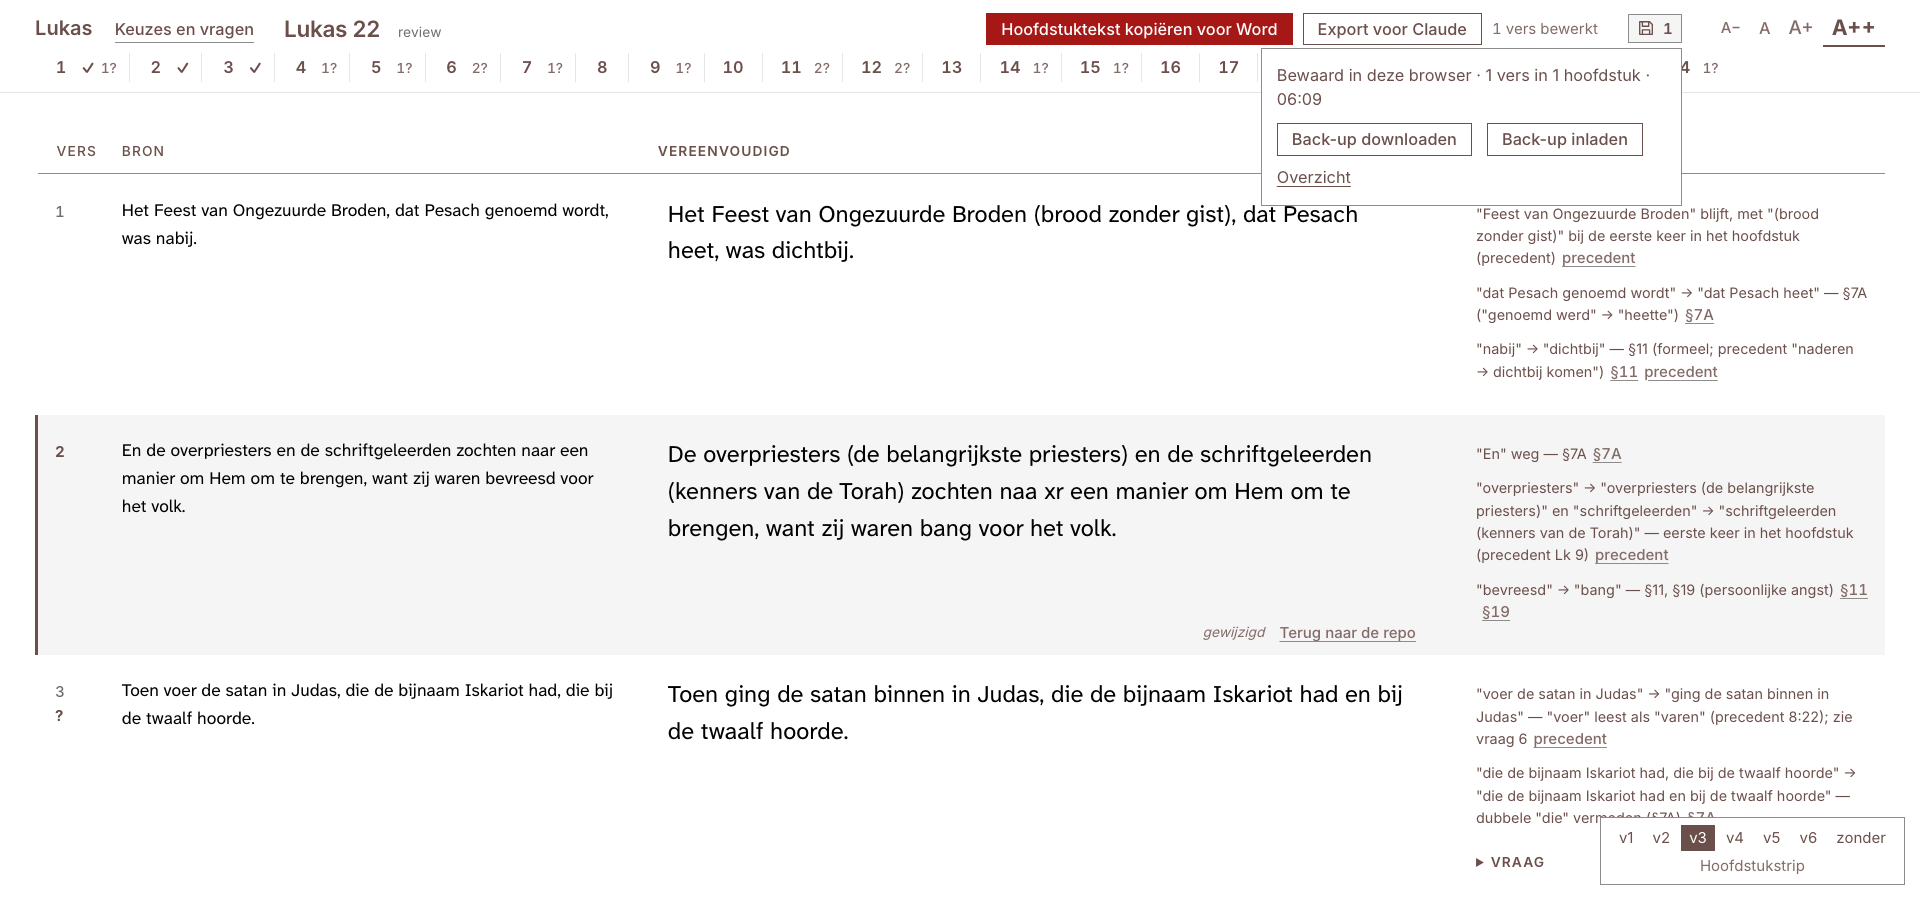 Lukas Keuzes en vragen Lukas 22 review Hoofdstuktekst kopiëren voor Word Export voor Claude 1 vers bewerkt 1 A− A A+ A++
1 ✓ 1? 2 ✓ 3 ✓ 4 1? 5 1? 6 2? 7 1? 8 9 1? 10 11 2? 12 2? 13 14 1? 15 1? 16 17 4 1?
Bewaard in deze browser · 1 vers in 1 hoofdstuk ·
06:09
Back-up downloaden Back-up inladen
Overzicht
VERS BRON VEREENVOUDIGD
1
Het Feest van Ongezuurde Broden, dat Pesach genoemd wordt,
was nabij.
Het Feest van Ongezuurde Broden (brood zonder gist), dat Pesach
heet, was dichtbij.
"Feest van Ongezuurde Broden" blijft, met "(brood
zonder gist)" bij de eerste keer in het hoofdstuk
(precedent) precedent
"dat Pesach genoemd wordt" → "dat Pesach heet" — §7A
("genoemd werd" → "heette") §7A
"nabij" → "dichtbij" — §11 (formeel; precedent "naderen
→ dichtbij komen") §11 precedent
2
En de overpriesters en de schriftgeleerden zochten naar een
manier om Hem om te brengen, want zij waren bevreesd voor
het volk.
De overpriesters (de belangrijkste priesters) en de schriftgeleerden
(kenners van de Torah) zochten naa xr een manier om Hem om te
brengen, want zij waren bang voor het volk.
gewijzigd Terug naar de repo
"En" weg — §7A §7A
"overpriesters" → "overpriesters (de belangrijkste
priesters)" en "schriftgeleerden" → "schriftgeleerden
(kenners van de Torah)" — eerste keer in het hoofdstuk
(precedent Lk 9) precedent
"bevreesd" → "bang" — §11, §19 (persoonlijke angst) §11
§19
3
?
Toen voer de satan in Judas, die de bijnaam Iskariot had, die bij
de twaalf hoorde.
Toen ging de satan binnen in Judas, die de bijnaam Iskariot had en bij
de twaalf hoorde.
"voer de satan in Judas" → "ging de satan binnen in
Judas" — "voer" leest als "varen" (precedent 8:22); zie
vraag 6 precedent
"die de bijnaam Iskariot had, die bij de twaalf hoorde" →
"die de bijnaam Iskariot had en bij de twaalf hoorde" —
dubbele "die" vermeden (§7A) §7A
▶ VRAAG
v1 v2 v3 v4 v5 v6 zonder
Hoofdstukstrip